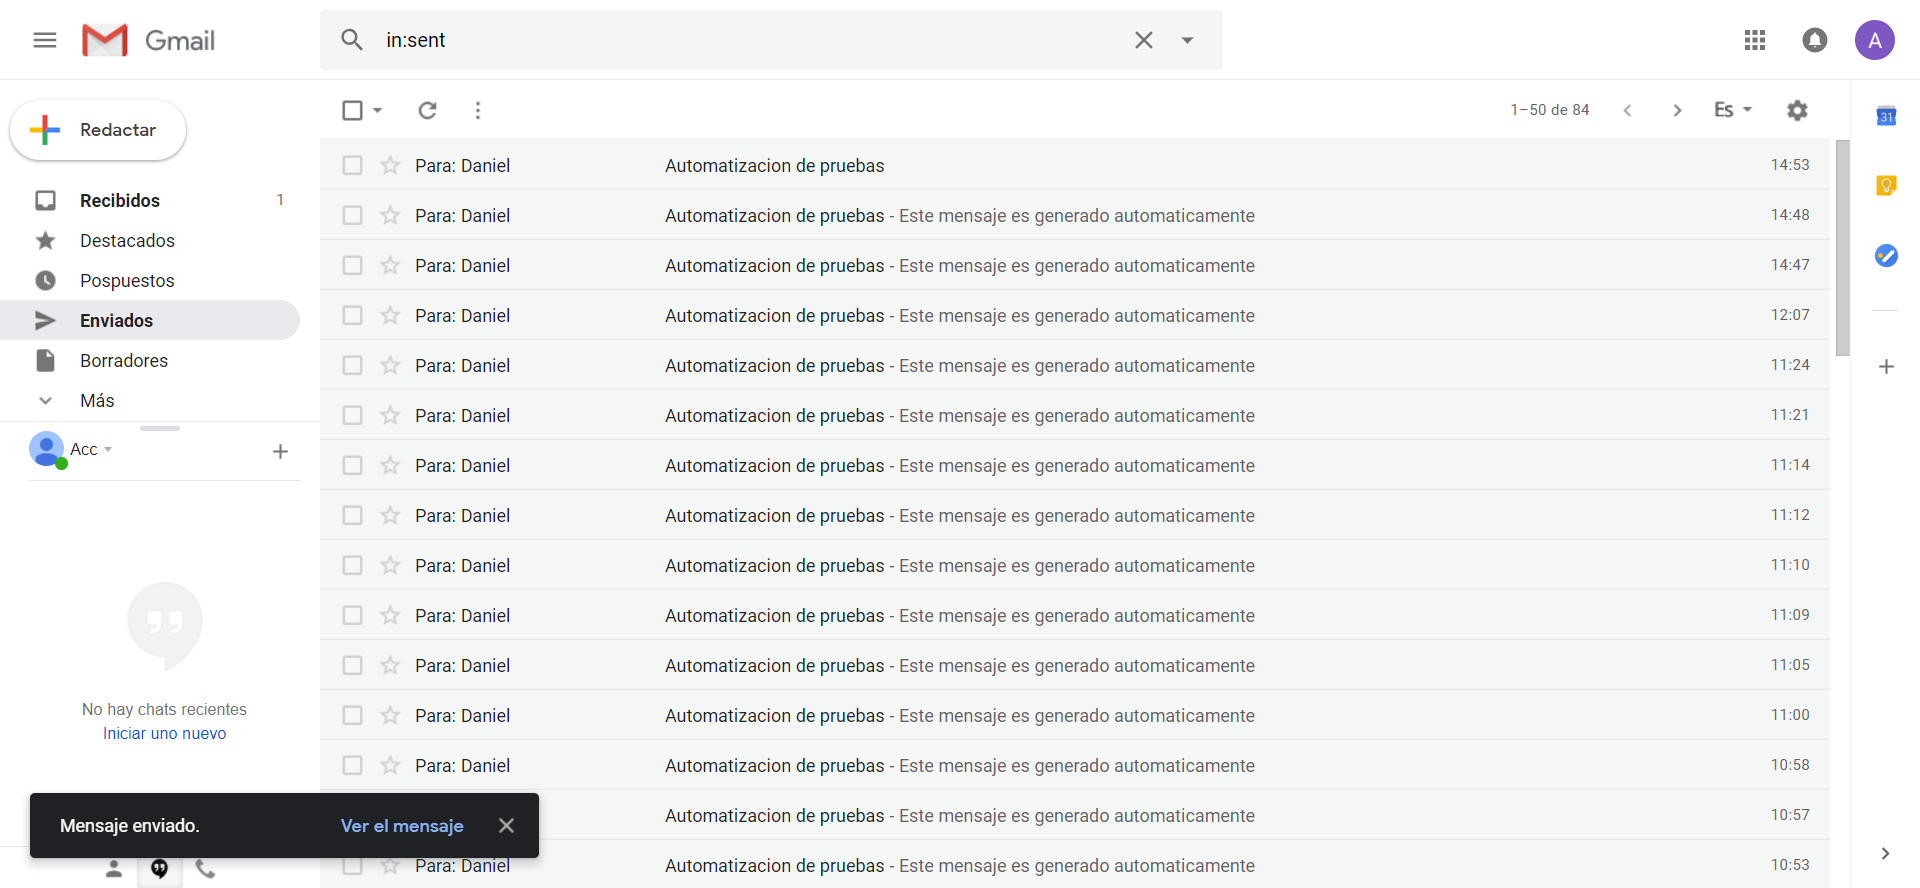 Gmail
in:sent
A
Redactar
1–50 de 84
Es
31
Recibidos 1
Destacados
Pospuestos
Enviados
Borradores
Más
Acc
No hay chats recientes
Iniciar uno nuevo
Para: Daniel Automatizacion de pruebas 14:53
Para: Daniel Automatizacion de pruebas - Este mensaje es generado automaticamente 14:48
Para: Daniel Automatizacion de pruebas - Este mensaje es generado automaticamente 14:47
Para: Daniel Automatizacion de pruebas - Este mensaje es generado automaticamente 12:07
Para: Daniel Automatizacion de pruebas - Este mensaje es generado automaticamente 11:24
Para: Daniel Automatizacion de pruebas - Este mensaje es generado automaticamente 11:21
Para: Daniel Automatizacion de pruebas - Este mensaje es generado automaticamente 11:14
Para: Daniel Automatizacion de pruebas - Este mensaje es generado automaticamente 11:12
Para: Daniel Automatizacion de pruebas - Este mensaje es generado automaticamente 11:10
Para: Daniel Automatizacion de pruebas - Este mensaje es generado automaticamente 11:09
Para: Daniel Automatizacion de pruebas - Este mensaje es generado automaticamente 11:05
Para: Daniel Automatizacion de pruebas - Este mensaje es generado automaticamente 11:00
Para: Daniel Automatizacion de pruebas - Este mensaje es generado automaticamente 10:58
Automatizacion de pruebas - Este mensaje es generado automaticamente 10:57
Para: Daniel Automatizacion de pruebas - Este mensaje es generado automaticamente 10:53
Mensaje enviado. Ver el mensaje